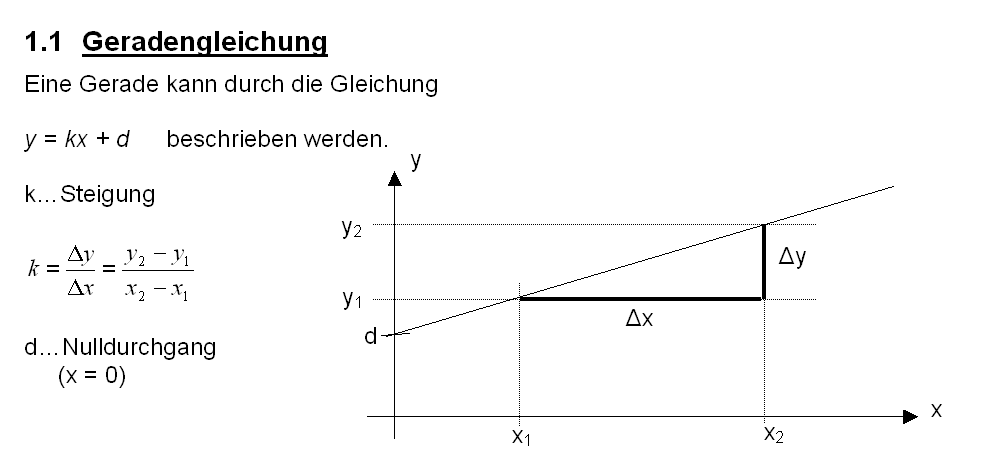 1.1 Geradengleichung
Eine Gerade kann durch die Gleichung
y = kx + d beschrieben werden.
k...Steigung
k = Δy/Δx = (y₂ − y₁)/(x₂ − x₁)
d...Nulldurchgang
(x = 0)
y
y₂
Δy
y₁
Δx
d
x
x₁
x₂